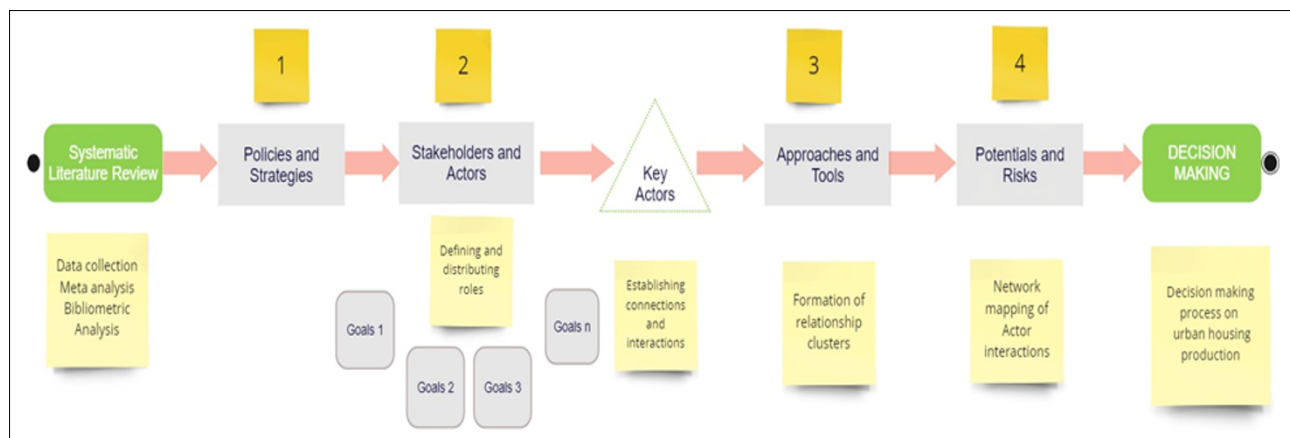 1
2
3
4
Systematic
Literature Review
Policies and
Strategies
Stakeholders and
Actors
Key
Actors
Approaches and
Tools
Potentials and
Risks
DECISION
MAKING
Data collection
Meta analysis
Bibliometric
Analysis
Defining and
distributing
roles
Goals 1
Goals 2
Goals 3
Goals n
Establishing
connections
and
interactions
Formation of
relationship
clusters
Network
mapping of
Actor
interactions
Decision making
process on
urban housing
production